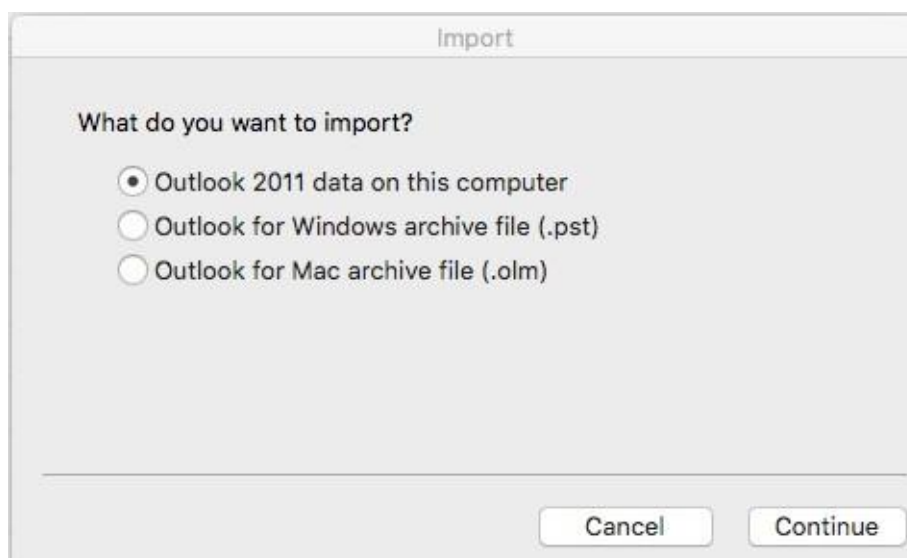 Import
What do you want to import?
Outlook 2011 data on this computer
Outlook for Windows archive file (.pst)
Outlook for Mac archive file (.olm)
Cancel
Continue